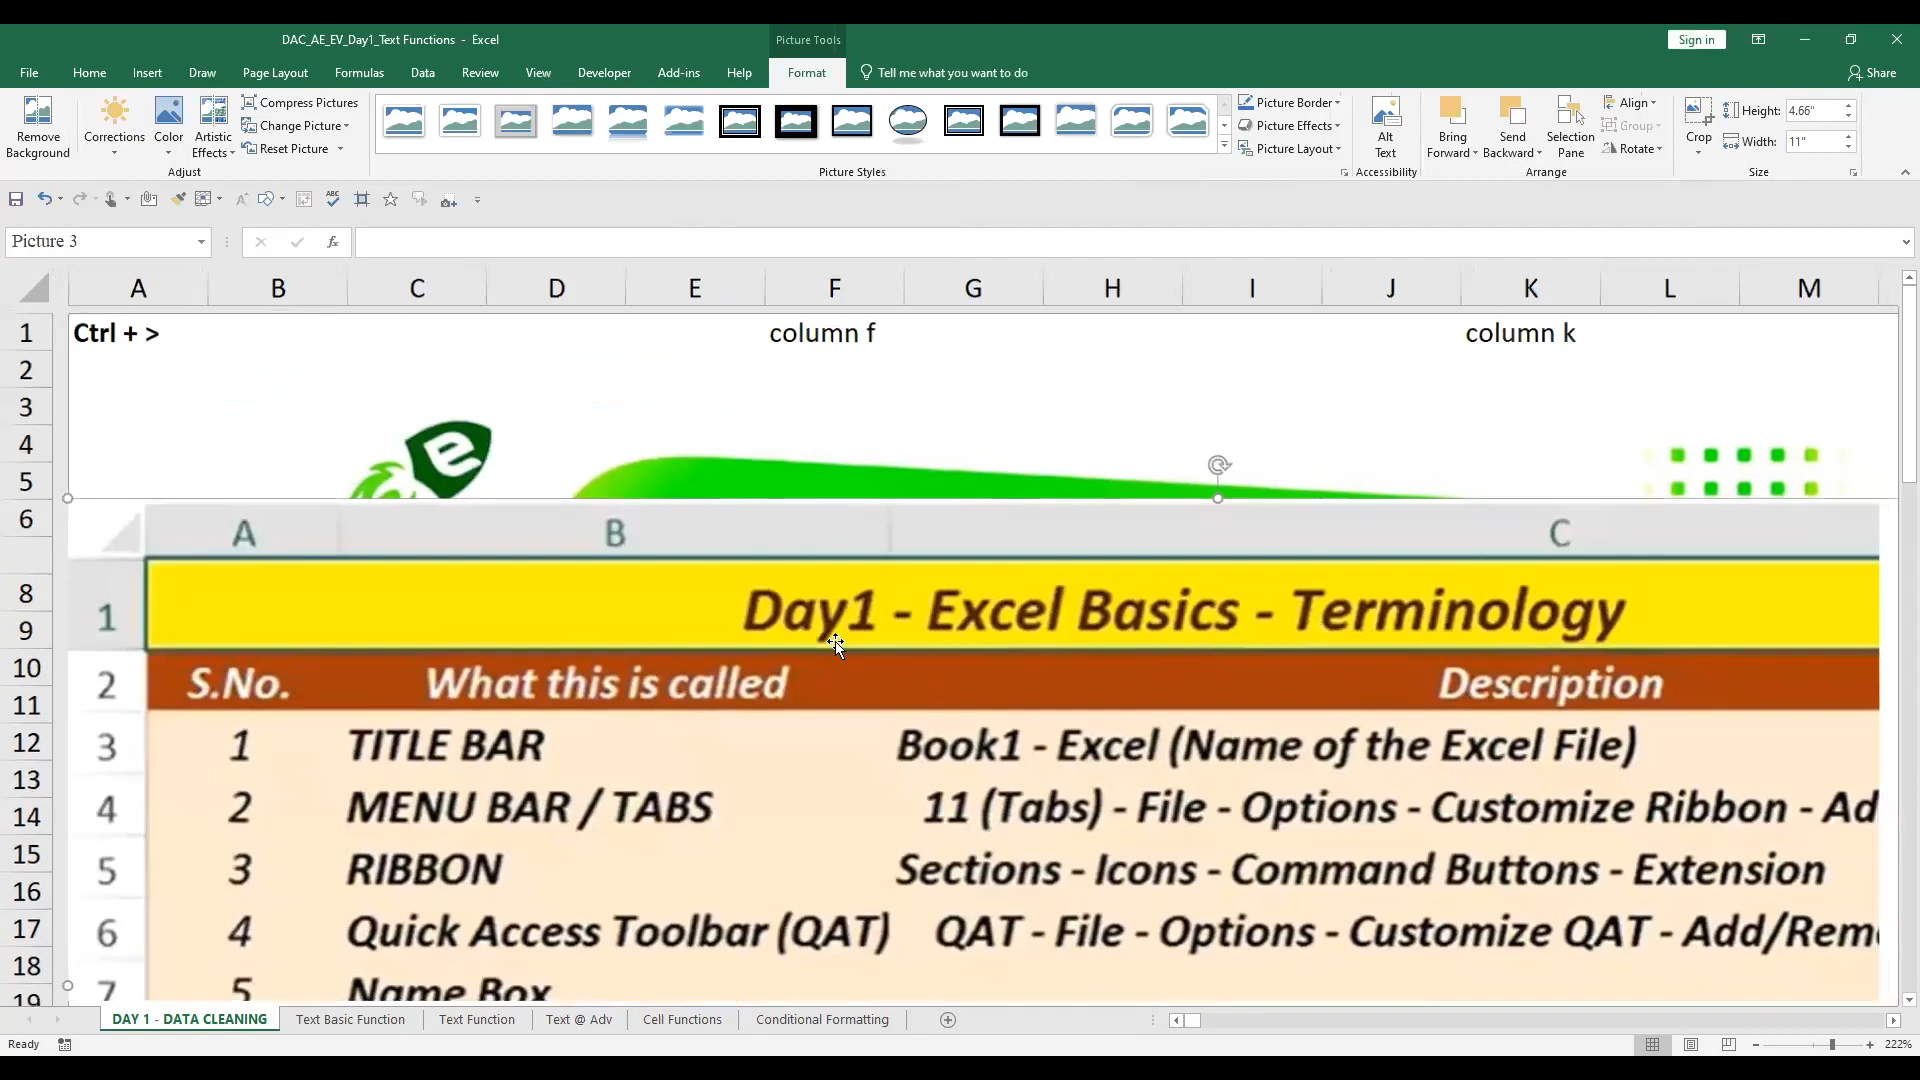 DAC_AE_EV_Day1_Text Functions - Excel
Picture Tools
Sign in
File Home Insert Draw Page Layout Formulas Data Review View Developer Add-ins Help Format Tell me what you want to do Share
Remove Background
Corrections
Color
Artistic Effects
Compress Pictures
Change Picture
Reset Picture
Adjust
Picture Styles
Picture Border
Picture Effects
Picture Layout
Alt Text
Accessibility
Bring Forward
Send Backward
Selection Pane
Align
Group
Rotate
Arrange
Crop
Height: 4.66"
Width: 11"
Size
ABC
Picture 3
fx
A B C D E F G H I J K L M
1 Ctrl + > column f column k
2
3
4
5
6
8
9
10
11
12
13
14
15
16
17
18
19
e
A B C
1 Day1 - Excel Basics - Terminology
2 S.No. What this is called Description
3 1 TITLE BAR Book1 - Excel (Name of the Excel File)
4 2 MENU BAR / TABS 11 (Tabs) - File - Options - Customize Ribbon - Ad
5 3 RIBBON Sections - Icons - Command Buttons - Extension
6 4 Quick Access Toolbar (QAT) QAT - File - Options - Customize QAT - Add/Rem
7 5 Name Box
DAY 1 - DATA CLEANING Text Basic Function Text Function Text @ Adv Cell Functions Conditional Formatting
Ready
222%